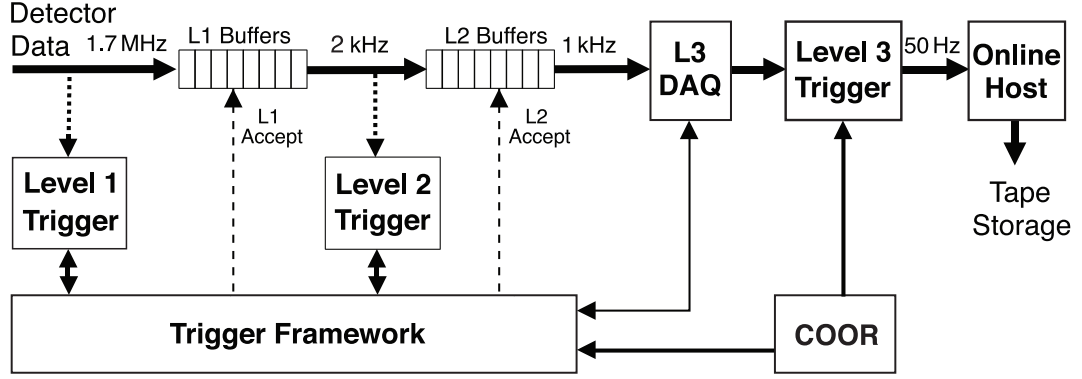 Detector
Data
1.7 MHz
L1 Buffers
2 kHz
L2 Buffers
1 kHz
L3
DAQ
Level 3
Trigger
50 Hz
Online
Host
L1
Accept
L2
Accept
Level 1
Trigger
Level 2
Trigger
Tape
Storage
Trigger Framework
COOR